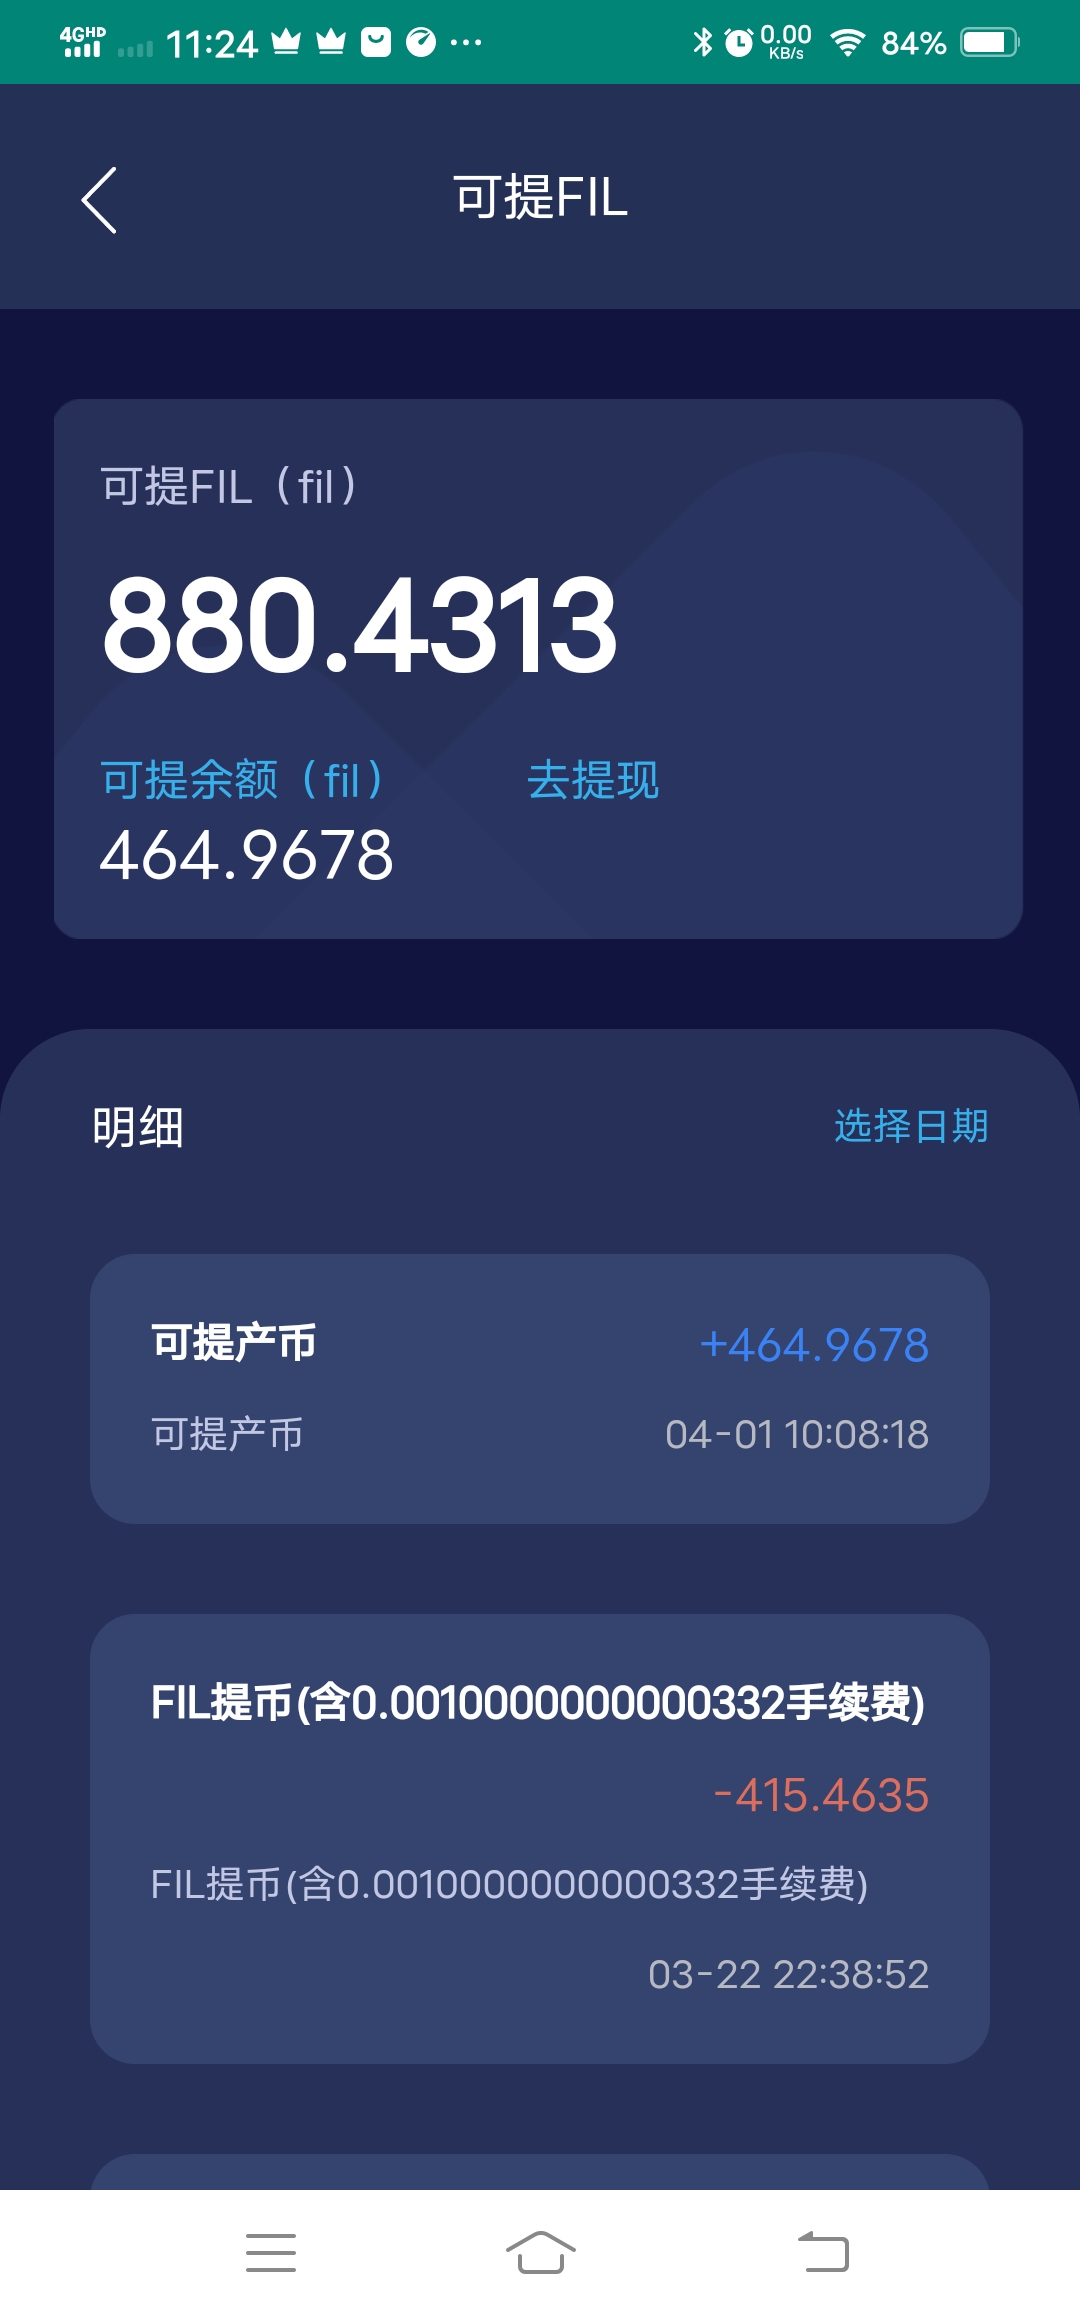 4GHD 11:24 0.00 KB/s 84%
可提FIL
可提FIL（fil）
880.4313
可提余额（fil） 去提现
464.9678
明细 选择日期
可提产币 +464.9678
可提产币 04-01 10:08:18
FIL提币(含0.0010000000000332手续费)
-415.4635
FIL提币(含0.0010000000000332手续费)
03-22 22:38:52